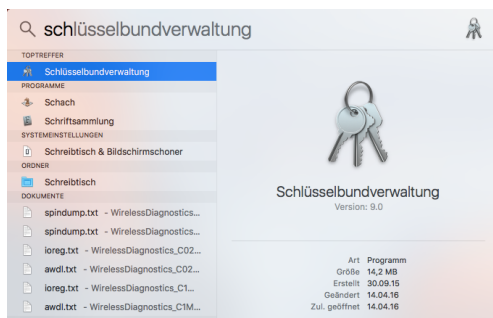 schlüsselbundverwaltung
TOPTREFFER
Schlüsselbundverwaltung
PROGRAMME
Schach
Schriftsammlung
SYSTEMEINSTELLUNGEN
Schreibtisch & Bildschirmschoner
ORDNER
Schreibtisch
DOKUMENTE
spindump.txt - WirelessDiagnostics...
spindump.txt - WirelessDiagnostics...
ioreg.txt - WirelessDiagnostics_C02...
awdl.txt - WirelessDiagnostics_C02...
ioreg.txt - WirelessDiagnostics_C1...
awdl.txt - WirelessDiagnostics_C1M...
Schlüsselbundverwaltung
Version: 9.0
Art Programm
Größe 14,2 MB
Erstellt 30.09.15
Geändert 14.04.16
Zul. geöffnet 14.04.16